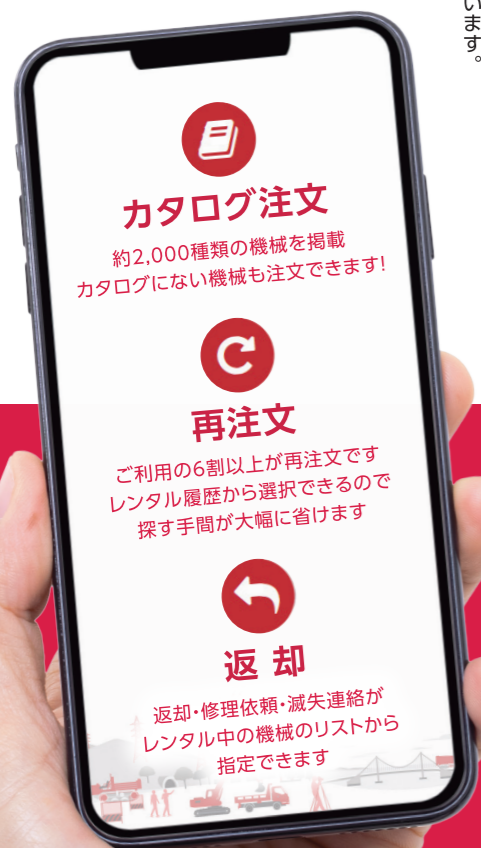 います。
カタログ注文
約2,000種類の機械を掲載
カタログにない機械も注文できます!
再注文
ご利用の6割以上が再注文です
レンタル履歴から選択できるので
探す手間が大幅に省けます
返 却
返却・修理依頼・滅失連絡が
レンタル中の機械のリストから
指定できます